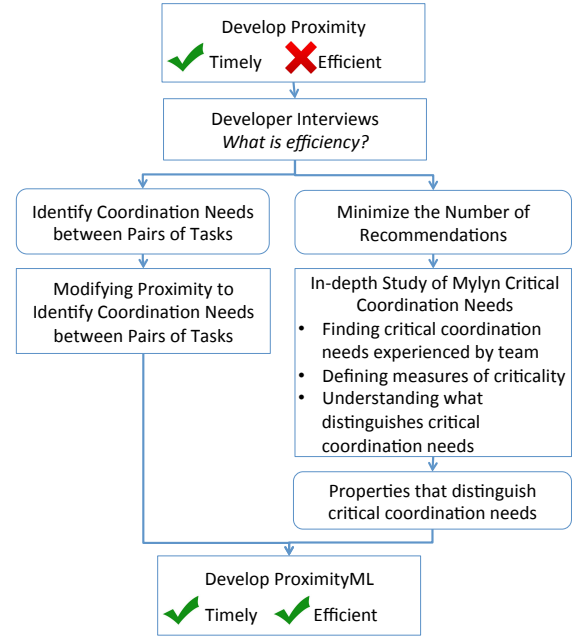 Develop Proximity
Timely Efficient
Developer Interviews
What is efficiency?
Identify Coordination Needs
between Pairs of Tasks
Minimize the Number of
Recommendations
Modifying Proximity to
Identify Coordination Needs
between Pairs of Tasks
In-depth Study of Mylyn Critical
Coordination Needs
• Finding critical coordination
needs experienced by team
• Defining measures of criticality
• Understanding what
distinguishes critical
coordination needs
Properties that distinguish
critical coordination needs
Develop ProximityML
Timely Efficient